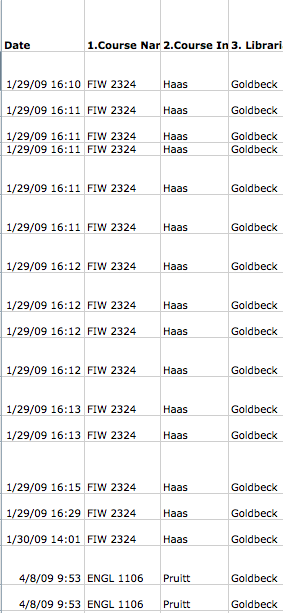 Date 1.Course Nar 2.Course In 3. Librari
1/29/09 16:10 FIW 2324 Haas Goldbeck
1/29/09 16:11 FIW 2324 Haas Goldbeck
1/29/09 16:11 FIW 2324 Haas Goldbeck
1/29/09 16:11 FIW 2324 Haas Goldbeck
1/29/09 16:11 FIW 2324 Haas Goldbeck
1/29/09 16:11 FIW 2324 Haas Goldbeck
1/29/09 16:12 FIW 2324 Haas Goldbeck
1/29/09 16:12 FIW 2324 Haas Goldbeck
1/29/09 16:12 FIW 2324 Haas Goldbeck
1/29/09 16:12 FIW 2324 Haas Goldbeck
1/29/09 16:13 FIW 2324 Haas Goldbeck
1/29/09 16:13 FIW 2324 Haas Goldbeck
1/29/09 16:15 FIW 2324 Haas Goldbeck
1/29/09 16:29 FIW 2324 Haas Goldbeck
1/30/09 14:01 FIW 2324 Haas Goldbeck
4/8/09 9:53 ENGL 1106 Pruitt Goldbeck
4/8/09 9:53 ENGL 1106 Pruitt Goldbeck